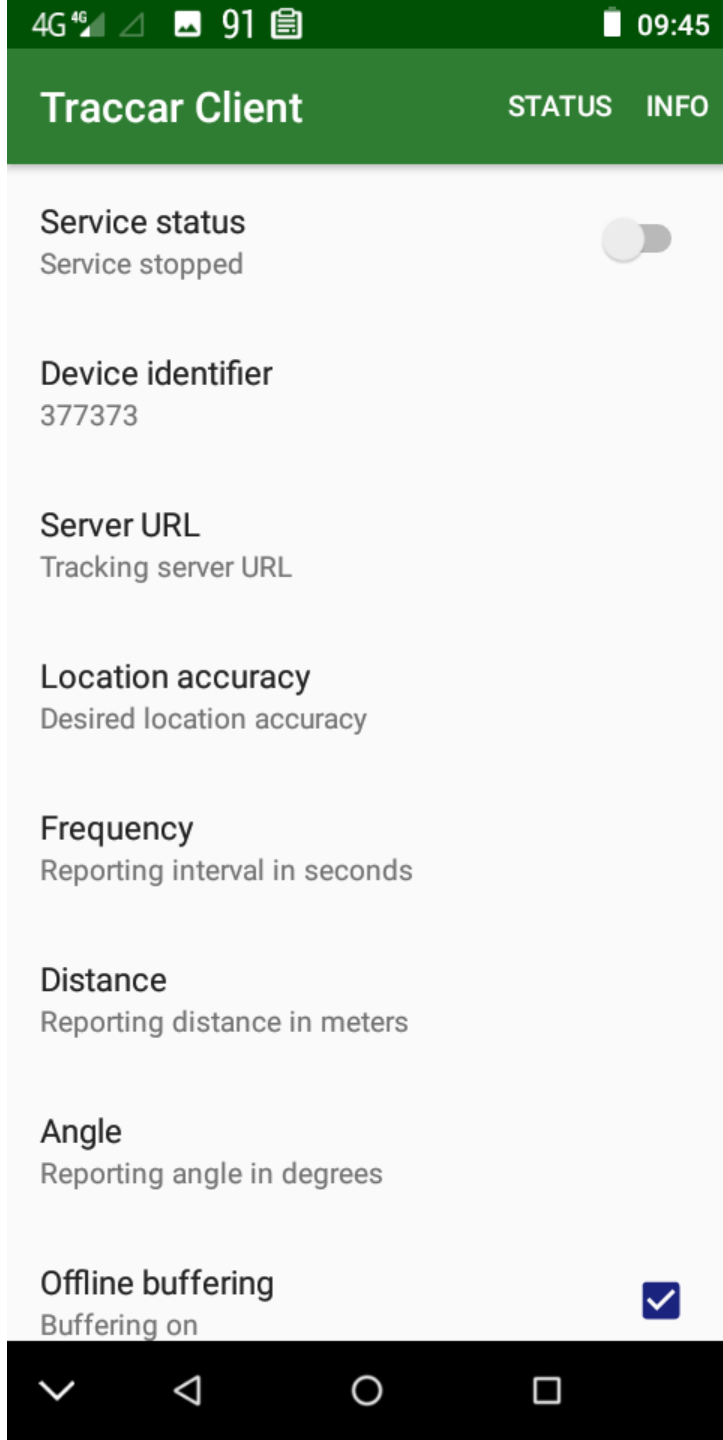 4G 4G 91 09:45
Traccar Client STATUS INFO
Service status
Service stopped
Device identifier
377373
Server URL
Tracking server URL
Location accuracy
Desired location accuracy
Frequency
Reporting interval in seconds
Distance
Reporting distance in meters
Angle
Reporting angle in degrees
Offline buffering
Buffering on